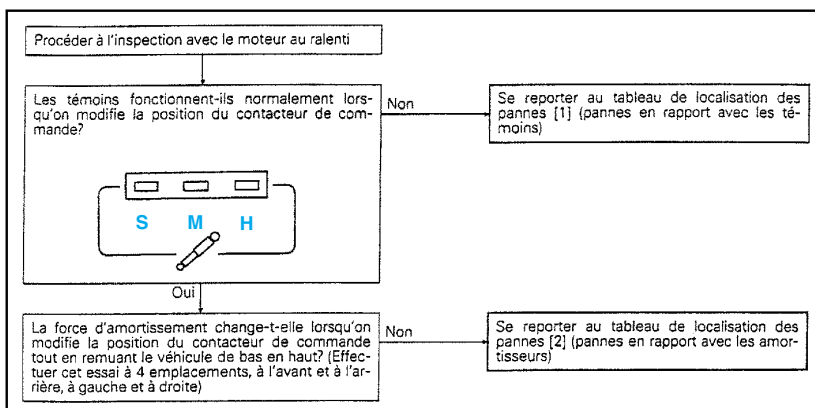 Procéder à l'inspection avec le moteur au ralenti
Les témoins fonctionnent-ils normalement lors-
qu'on modifie la position du contacteur de com-
mande?
Non
Se reporter au tableau de localisation des
pannes [1] (pannes en rapport avec les té-
moins)
S M H
Oui
La force d'amortissement change-t-elle lorsqu'on
modifie la position du contacteur de commande
tout en remuant le véhicule de bas en haut? (Effec-
tuer cet essai à 4 emplacements, à l'avant et à l'ar-
rière, à gauche et à droite)
Non
Se reporter au tableau de localisation des
pannes [2] (pannes en rapport avec les amor-
tisseurs)